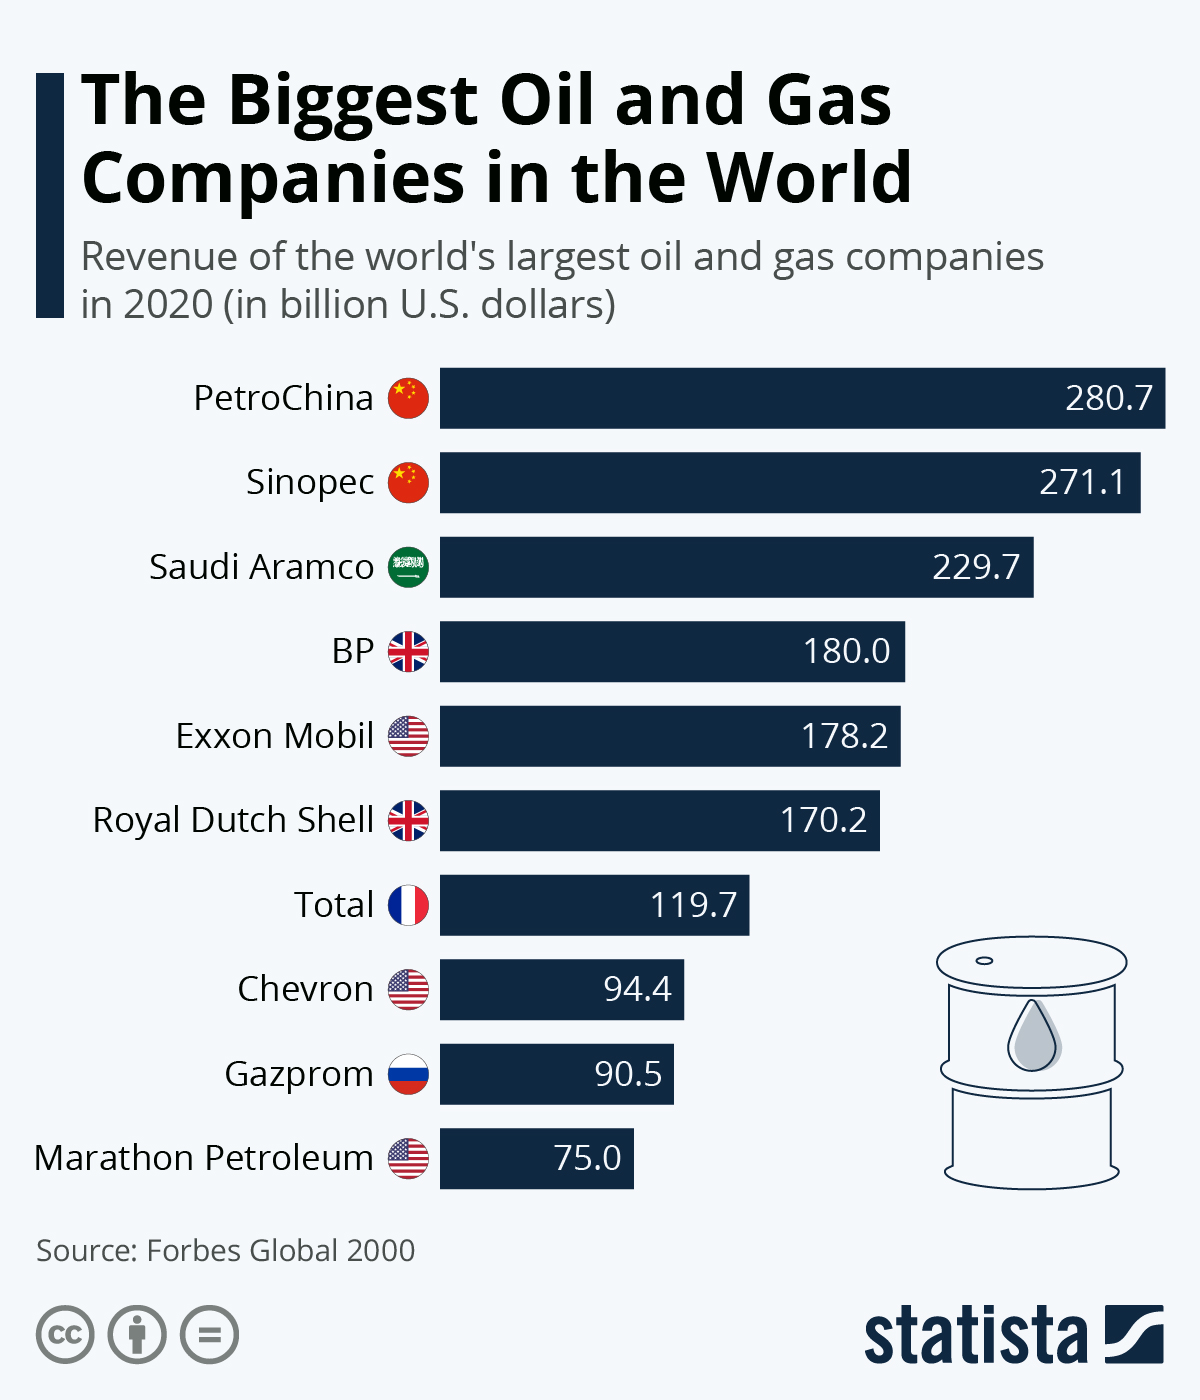 The Biggest Oil and Gas
Companies in the World
Revenue of the world's largest oil and gas companies
in 2020 (in billion U.S. dollars)
PetroChina 280.7
Sinopec 271.1
Saudi Aramco 229.7
BP 180.0
Exxon Mobil 178.2
Royal Dutch Shell 170.2
Total 119.7
Chevron 94.4
Gazprom 90.5
Marathon Petroleum 75.0
Source: Forbes Global 2000
cc
statista